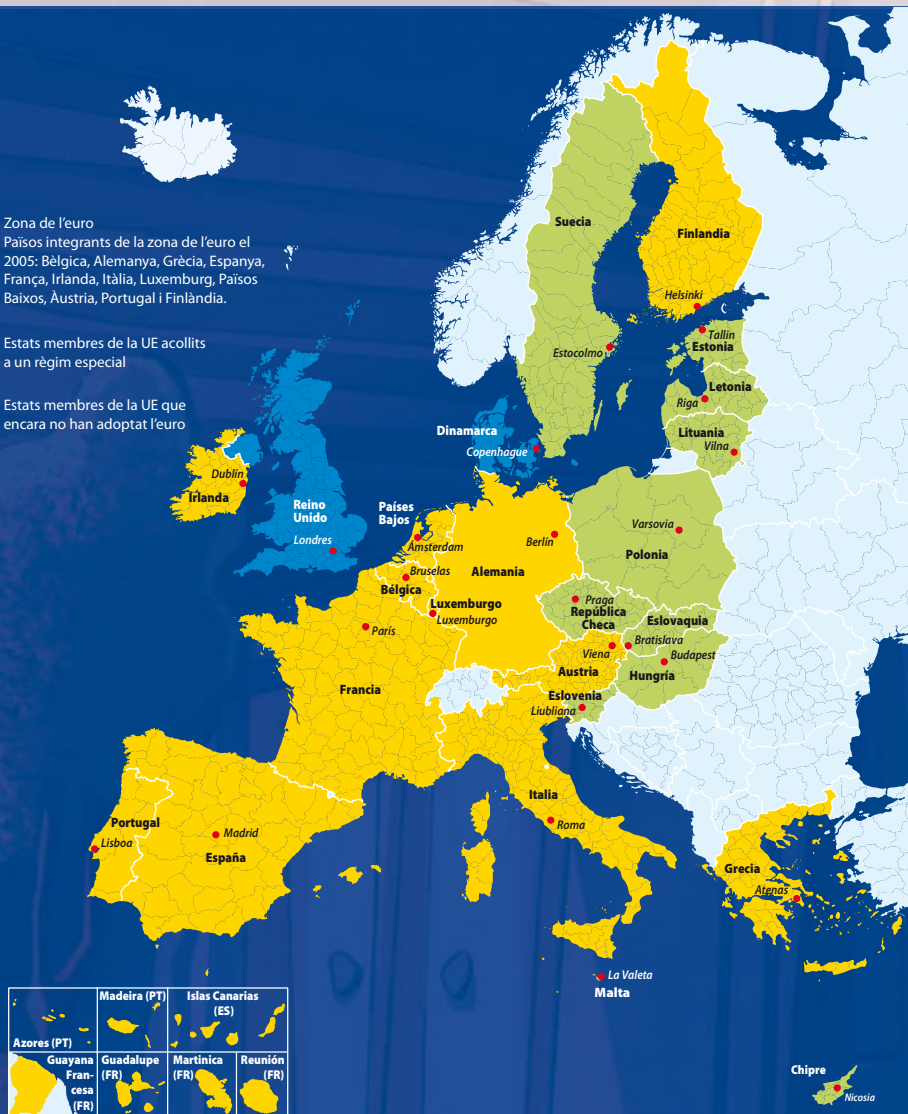 Zona de l'euro
Països integrants de la zona de l'euro el
2005: Bèlgica, Alemanya, Grècia, Espanya,
França, Irlanda, Itàlia, Luxemburg, Països
Baixos, Àustria, Portugal i Finlàndia.
Estats membres de la UE acollits
a un règim especial
Estats membres de la UE que
encara no han adoptat l'euro
Suecia
Finlandia
Helsinki
Tallin
Estonia
Estocolmo
Letonia
Riga
Lituania
Vilna
Dinamarca
Copenhague
Dublín
Irlanda
Reino
Unido
Londres
Países
Bajos
Ámsterdam
Berlín
Varsovia
Polonia
Alemania
Bruselas
Bélgica
Luxemburgo
Luxemburgo
Praga
República
Checa
Eslovaquia
París
Bratislava
Viena
Budapest
Austria
Hungría
Francia
Eslovenia
Liubliana
Italia
Roma
Portugal
Lisboa
Madrid
España
Grecia
Atenas
La Valeta
Malta
Azores (PT)
Madeira (PT)
Islas Canarias
(ES)
Guayana
Fran-
cesa
(FR)
Guadalupe
(FR)
Martinica
(FR)
Reunión
(FR)
Chipre
Nicosia